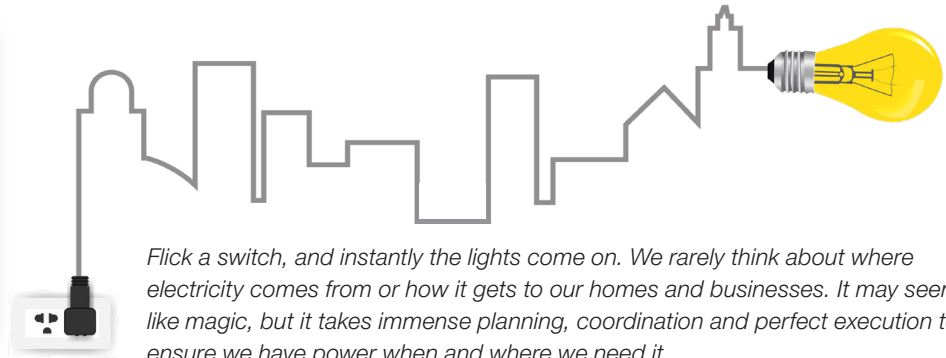 Flick a switch, and instantly the lights come on. We rarely think about where
electricity comes from or how it gets to our homes and businesses. It may seem
like magic, but it takes immense planning, coordination and perfect execution t
ensure we have power when and where we need it